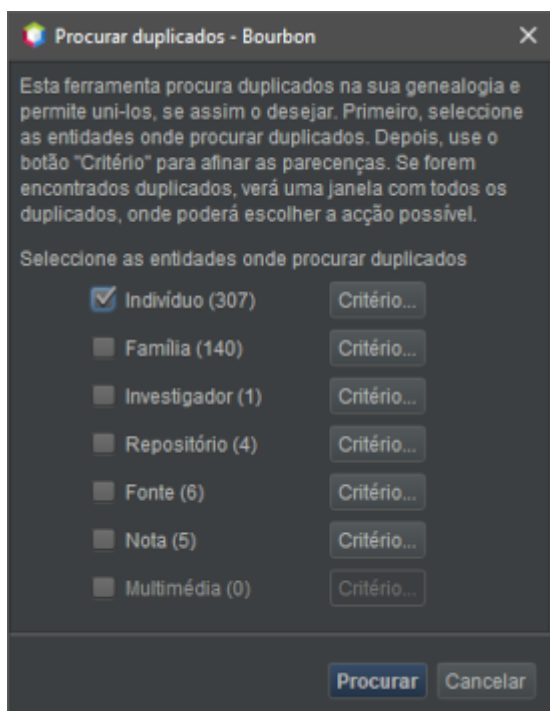 Procurar duplicados - Bourbon
Esta ferramenta procura duplicados na sua genealogia e
permite uni-los, se assim o desejar. Primeiro, seleccione
as entidades onde procurar duplicados. Depois, use o
botão "Critério" para afinar as parecenças. Se forem
encontrados duplicados, verá uma janela com todos os
duplicados, onde poderá escolher a acção possível.
Seleccione as entidades onde procurar duplicados
Indivíduo (307) Critério...
Família (140) Critério...
Investigador (1) Critério...
Repositório (4) Critério...
Fonte (6) Critério...
Nota (5) Critério...
Multimédia (0) Critério...
Procurar Cancelar